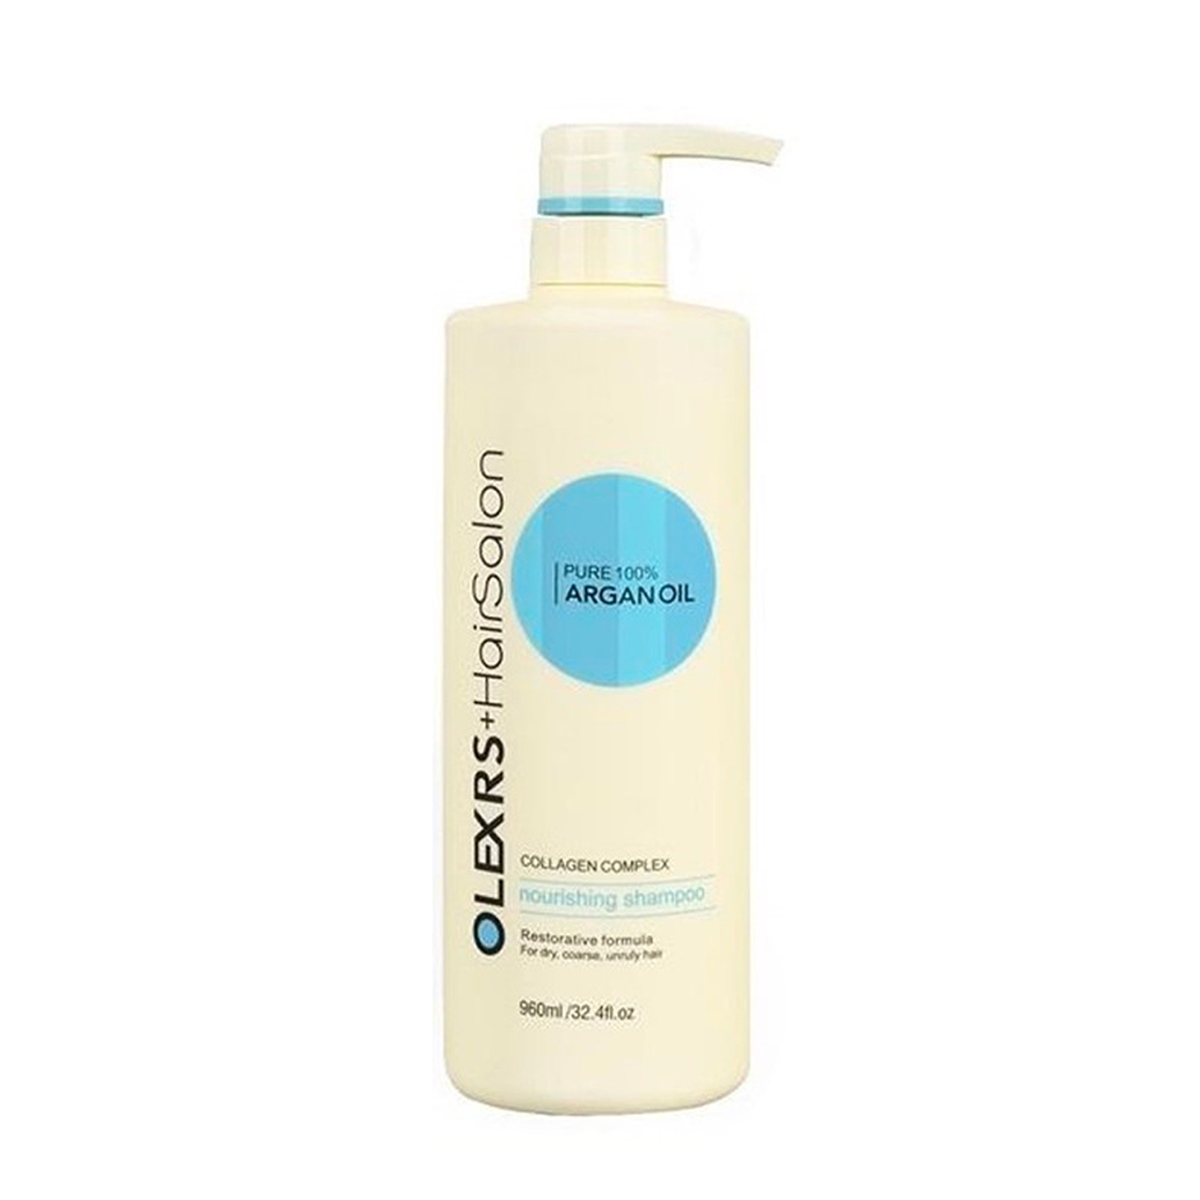 OLEXRS+HairSalon
PURE 100%
ARGAN OIL
COLLAGEN COMPLEX
nourishing shampoo
Restorative formula
For dry, coarse, unruly hair
960ml /32.4fl.oz